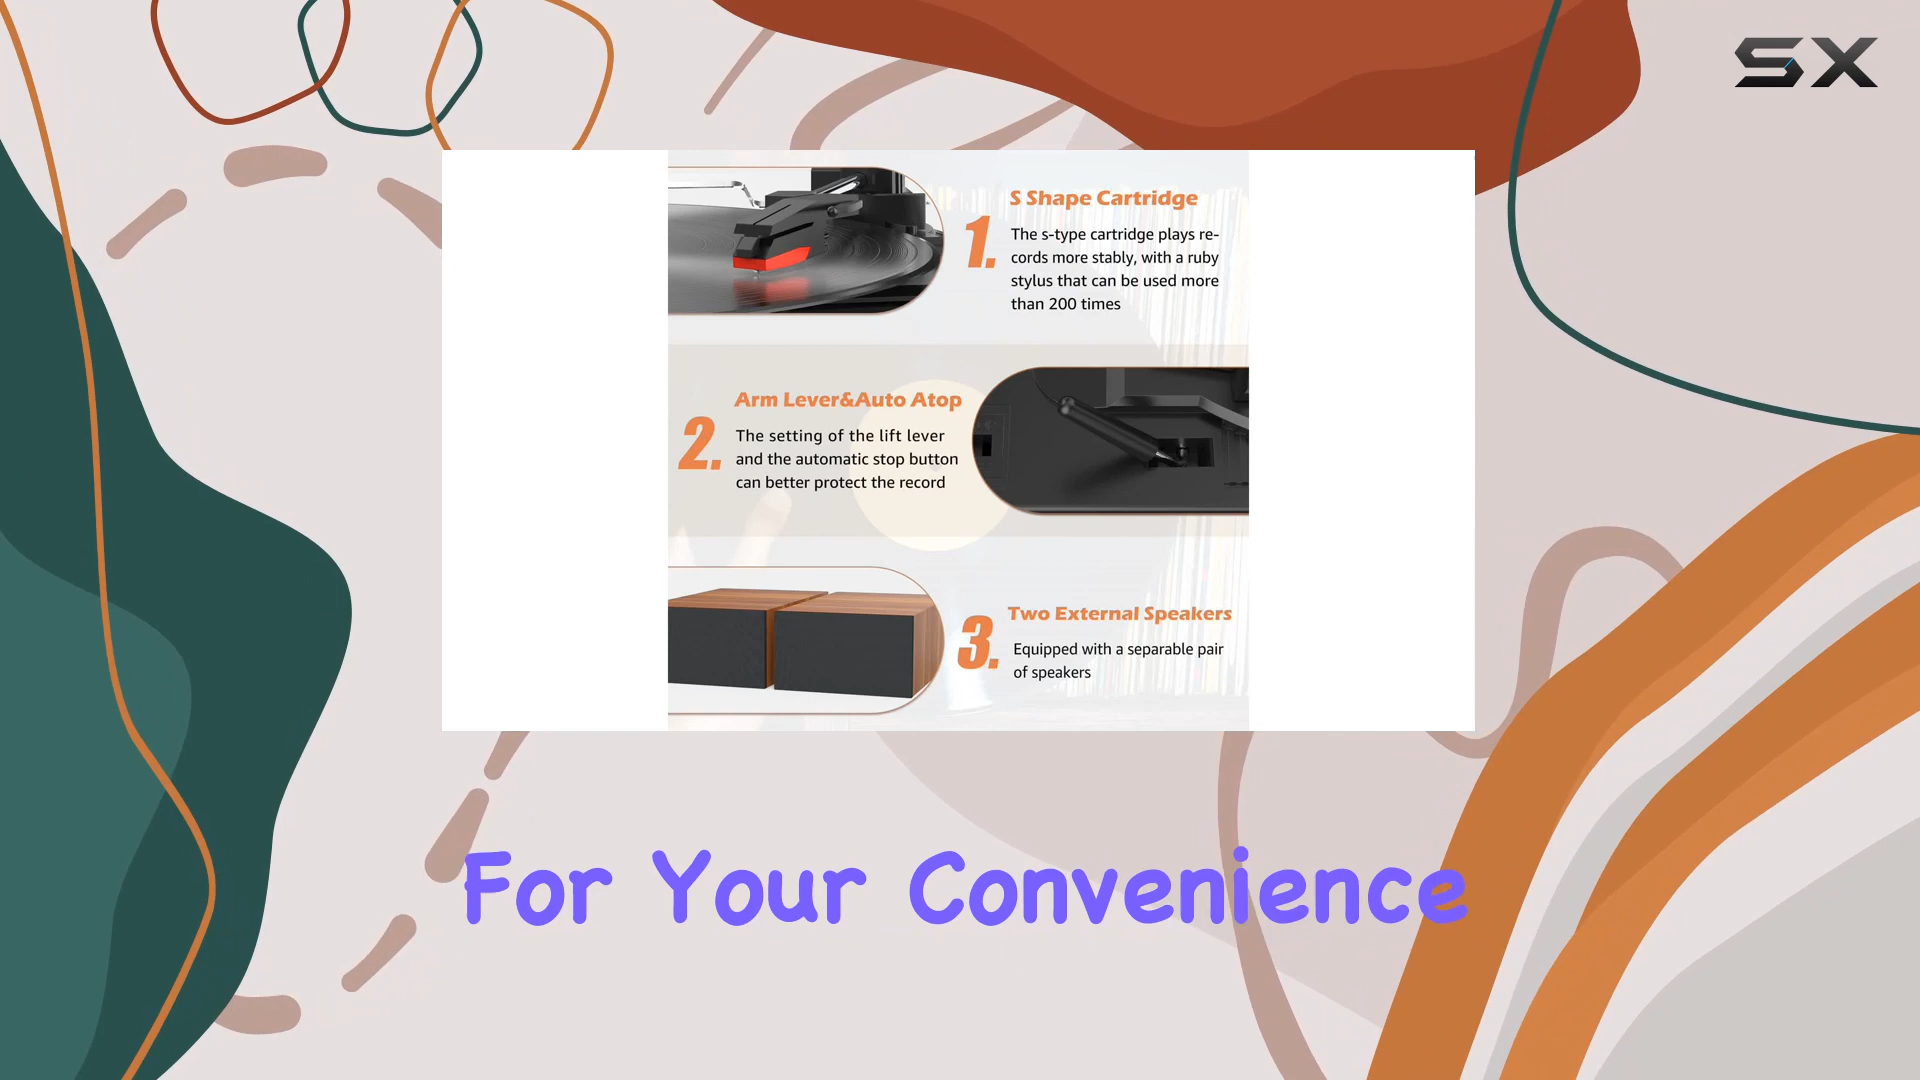 SX
S Shape Cartridge
1.
The s-type cartridge plays re-
cords more stably, with a ruby
stylus that can be used more
than 200 times
Arm Lever&Auto Atop
2.
The setting of the lift lever
and the automatic stop button
can better protect the record
Two External Speakers
3.
Equipped with a separable pair
of speakers
For Your Convenience